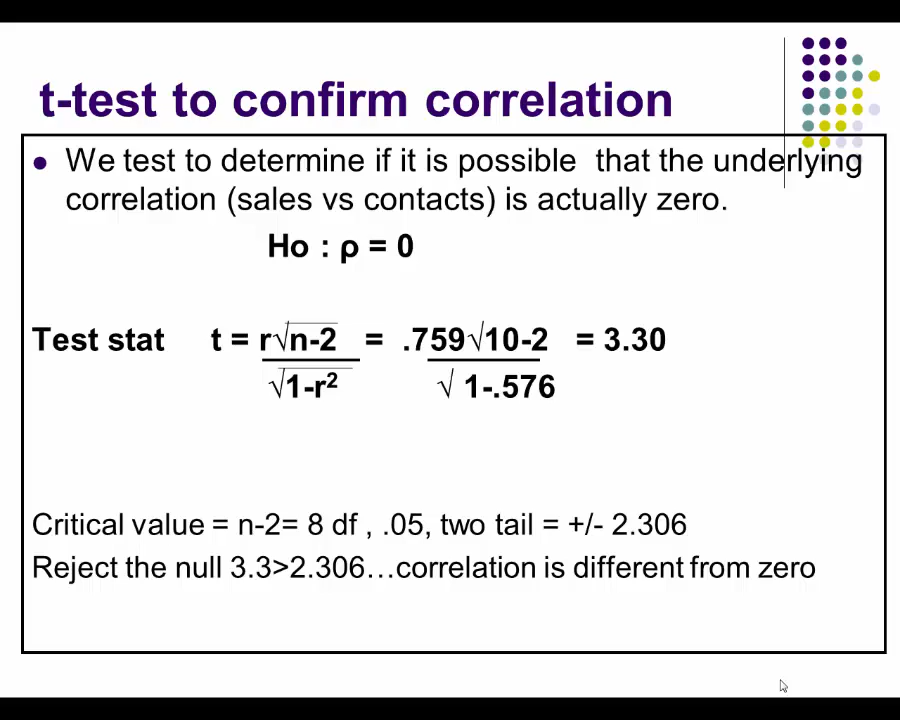 t-test to confirm correlation
● We test to determine if it is possible that the underlying
correlation (sales vs contacts) is actually zero.
Ho : ρ = 0
Test stat t = r√n-2 = .759√10-2 = 3.30
√1-r² √ 1-.576
Critical value = n-2= 8 df , .05, two tail = +/- 2.306
Reject the null 3.3>2.306…correlation is different from zero